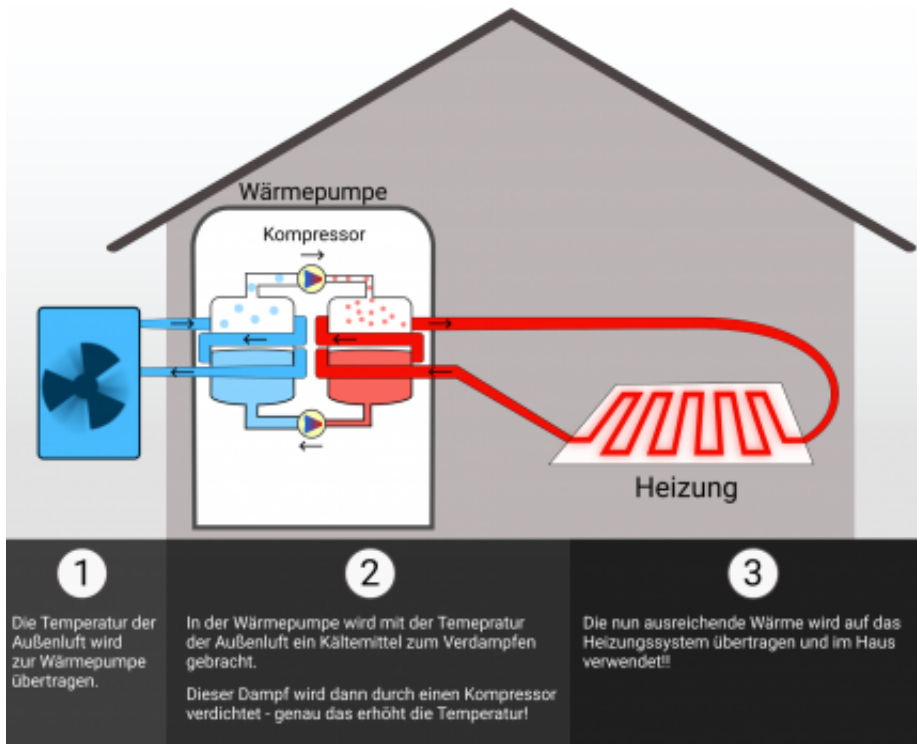 Wärmepumpe
Kompressor
Heizung
1
Die Temperatur der
Außenluft wird
zur Wärmepumpe
übertragen.
2
In der Wärmepumpe wird mit der Temepratur
der Außenluft ein Kältemittel zum Verdampfen
gebracht.
Dieser Dampf wird dann durch einen Kompressor
verdichtet - genau das erhöht die Temperatur!
3
Die nun ausreichende Wärme wird auf das
Heizungssystem übertragen und im Haus
verwendet!!